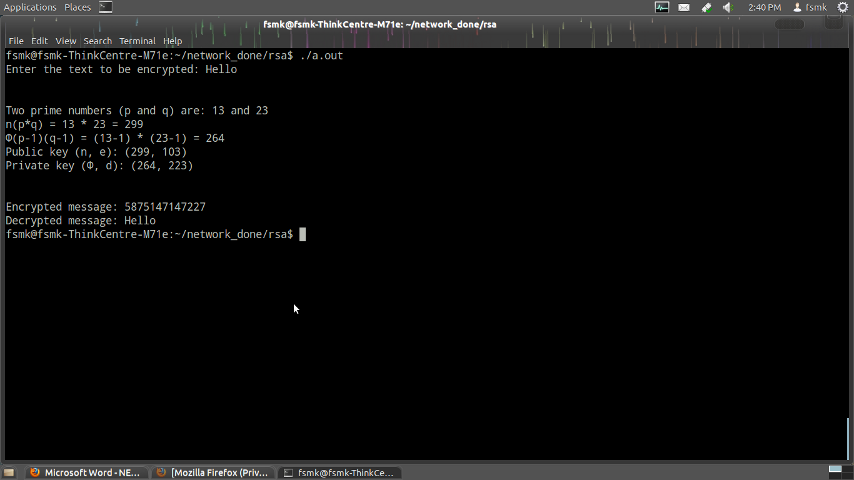 Applications Places
2:40 PM fsmk
fsmk@fsmk-ThinkCentre-M71e: ~/network_done/rsa
File Edit View Search Terminal Help
fsmk@fsmk-ThinkCentre-M71e:~/network_done/rsa$ ./a.out
Enter the text to be encrypted: Hello
Two prime numbers (p and q) are: 13 and 23
n(p*q) = 13 * 23 = 299
Φ(p-1)(q-1) = (13-1) * (23-1) = 264
Public key (n, e): (299, 103)
Private key (Φ, d): (264, 223)
Encrypted message: 5875147147227
Decrypted message: Hello
fsmk@fsmk-ThinkCentre-M71e:~/network_done/rsa$
Microsoft Word - NE... [Mozilla Firefox (Priv... fsmk@fsmk-ThinkCe...